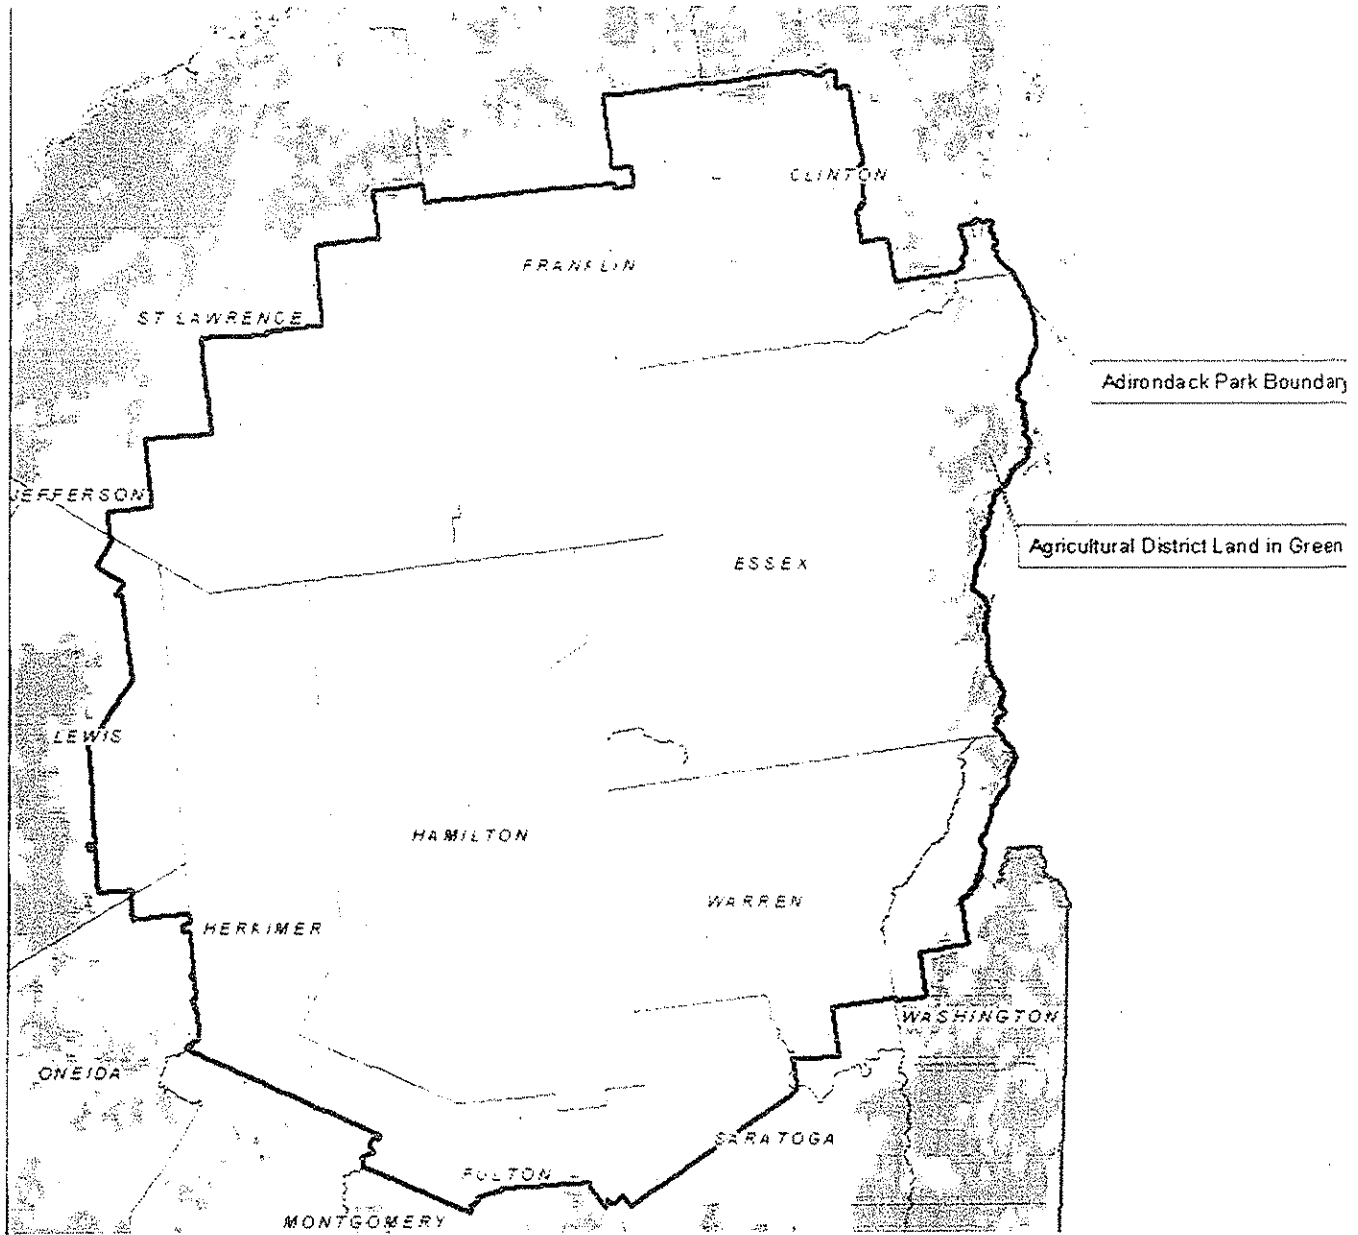 CLINTON
FRANKLIN
ST LAWRENCE
Adirondack Park Boundary
JEFFERSON
Agricultural District Land in Green
ESSEX
LEWIS
HAMILTON
WARREN
HERKIMER
WASHINGTON
ONEIDA
SARATOGA
FULTON
MONTGOMERY